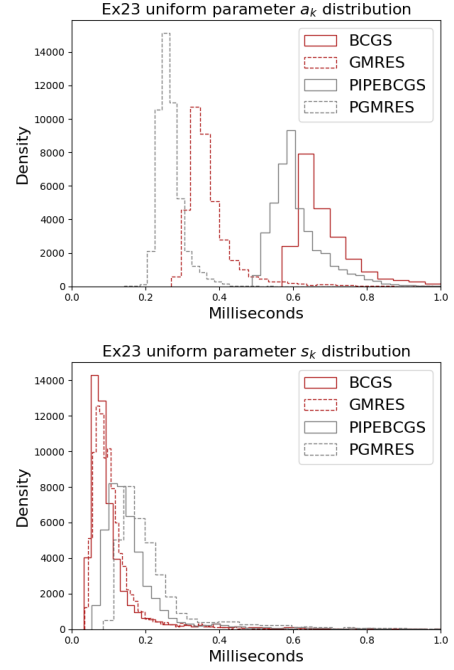 Ex23 uniform parameter a_k distribution
14000
12000
10000
8000
6000
4000
2000
0
Density
BCGS
GMRES
PIPEBCGS
PGMRES
0.0 0.2 0.4 0.6 0.8 1.0
Milliseconds
Ex23 uniform parameter s_k distribution
14000
12000
10000
8000
6000
4000
2000
0
Density
BCGS
GMRES
PIPEBCGS
PGMRES
0.0 0.2 0.4 0.6 0.8 1.0
Milliseconds